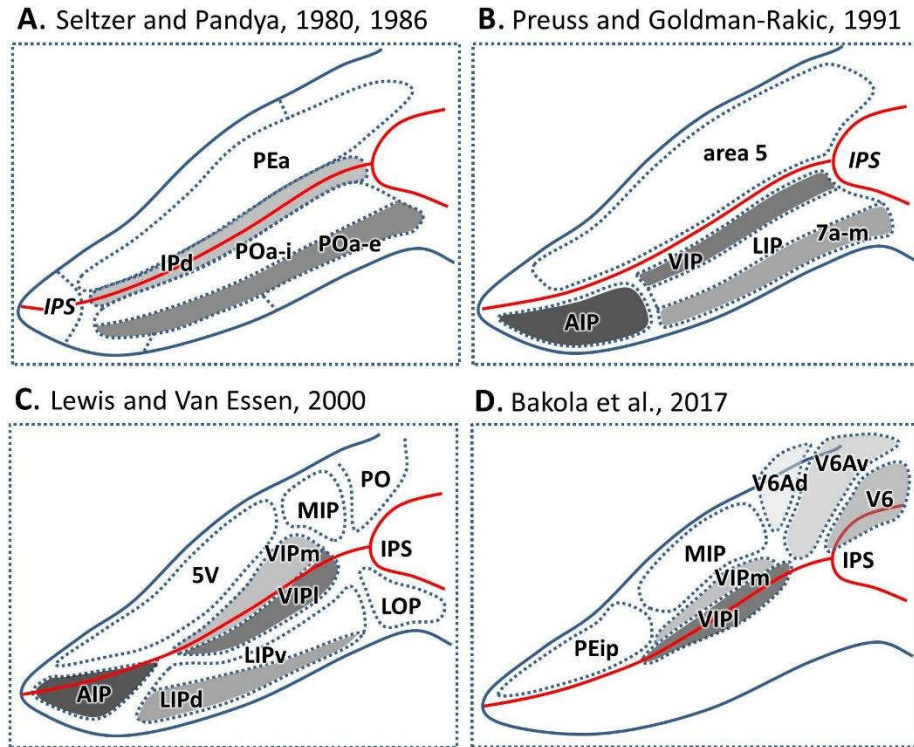 A. Seltzer and Pandya, 1980, 1986
PEa
IPd
POa-i
POa-e
IPS
B. Preuss and Goldman-Rakic, 1991
area 5
IPS
VIP
LIP
7a-m
AIP
C. Lewis and Van Essen, 2000
PO
MIP
VIPm
IPS
5V
VIPl
LOP
LIPv
AIP
LIPd
D. Bakola et al., 2017
V6Av
V6Ad
V6
MIP
IPS
VIPm
VIPl
PEip